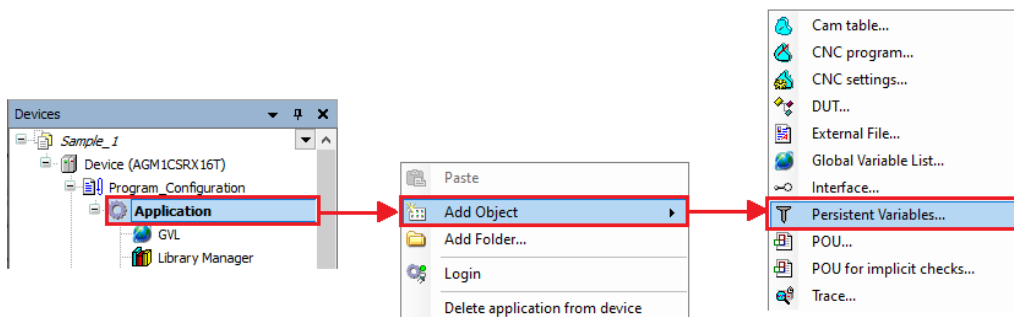 Devices
Sample_1
Device (AGM1CSRX16T)
Program_Configuration
Application
GVL
Library Manager
Paste
Add Object
Add Folder...
Login
Delete application from device
Cam table...
CNC program...
CNC settings...
DUT...
External File...
Global Variable List...
Interface...
Persistent Variables...
POU...
POU for implicit checks...
Trace...